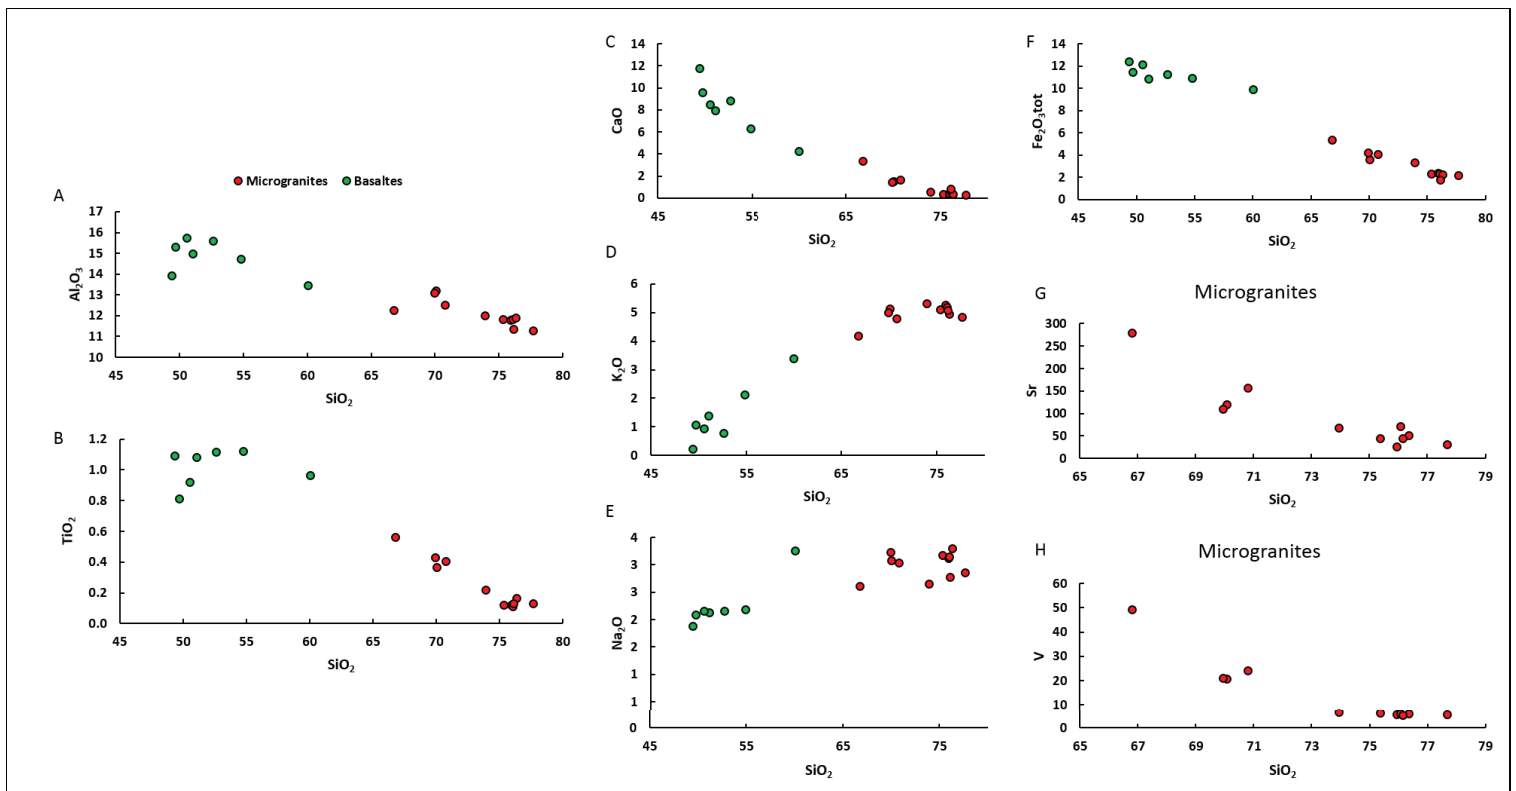 Microgranites Basaltes
A
17
16
15
14
13
12
11
10
Al₂O₃
45 50 55 60 65 70 75 80
SiO₂
B
1.2
1.0
0.8
0.6
0.4
0.2
0.0
TiO₂
45 50 55 60 65 70 75 80
SiO₂
C
14
12
10
8
6
4
2
0
CaO
45 55 65 75
SiO₂
D
6
5
4
3
2
1
0
K₂O
45 55 65 75
SiO₂
E
4
3
3
2
2
1
1
0
Na₂O
45 55 65 75
SiO₂
F
14
12
10
8
6
4
2
0
Fe₂O₃tot
45 50 55 60 65 70 75 80
SiO₂
G
Microgranites
300
250
200
150
100
50
0
Sr
65 67 69 71 73 75 77 79
SiO₂
H
Microgranites
60
50
40
30
20
10
0
V
65 67 69 71 73 75 77 79
SiO₂